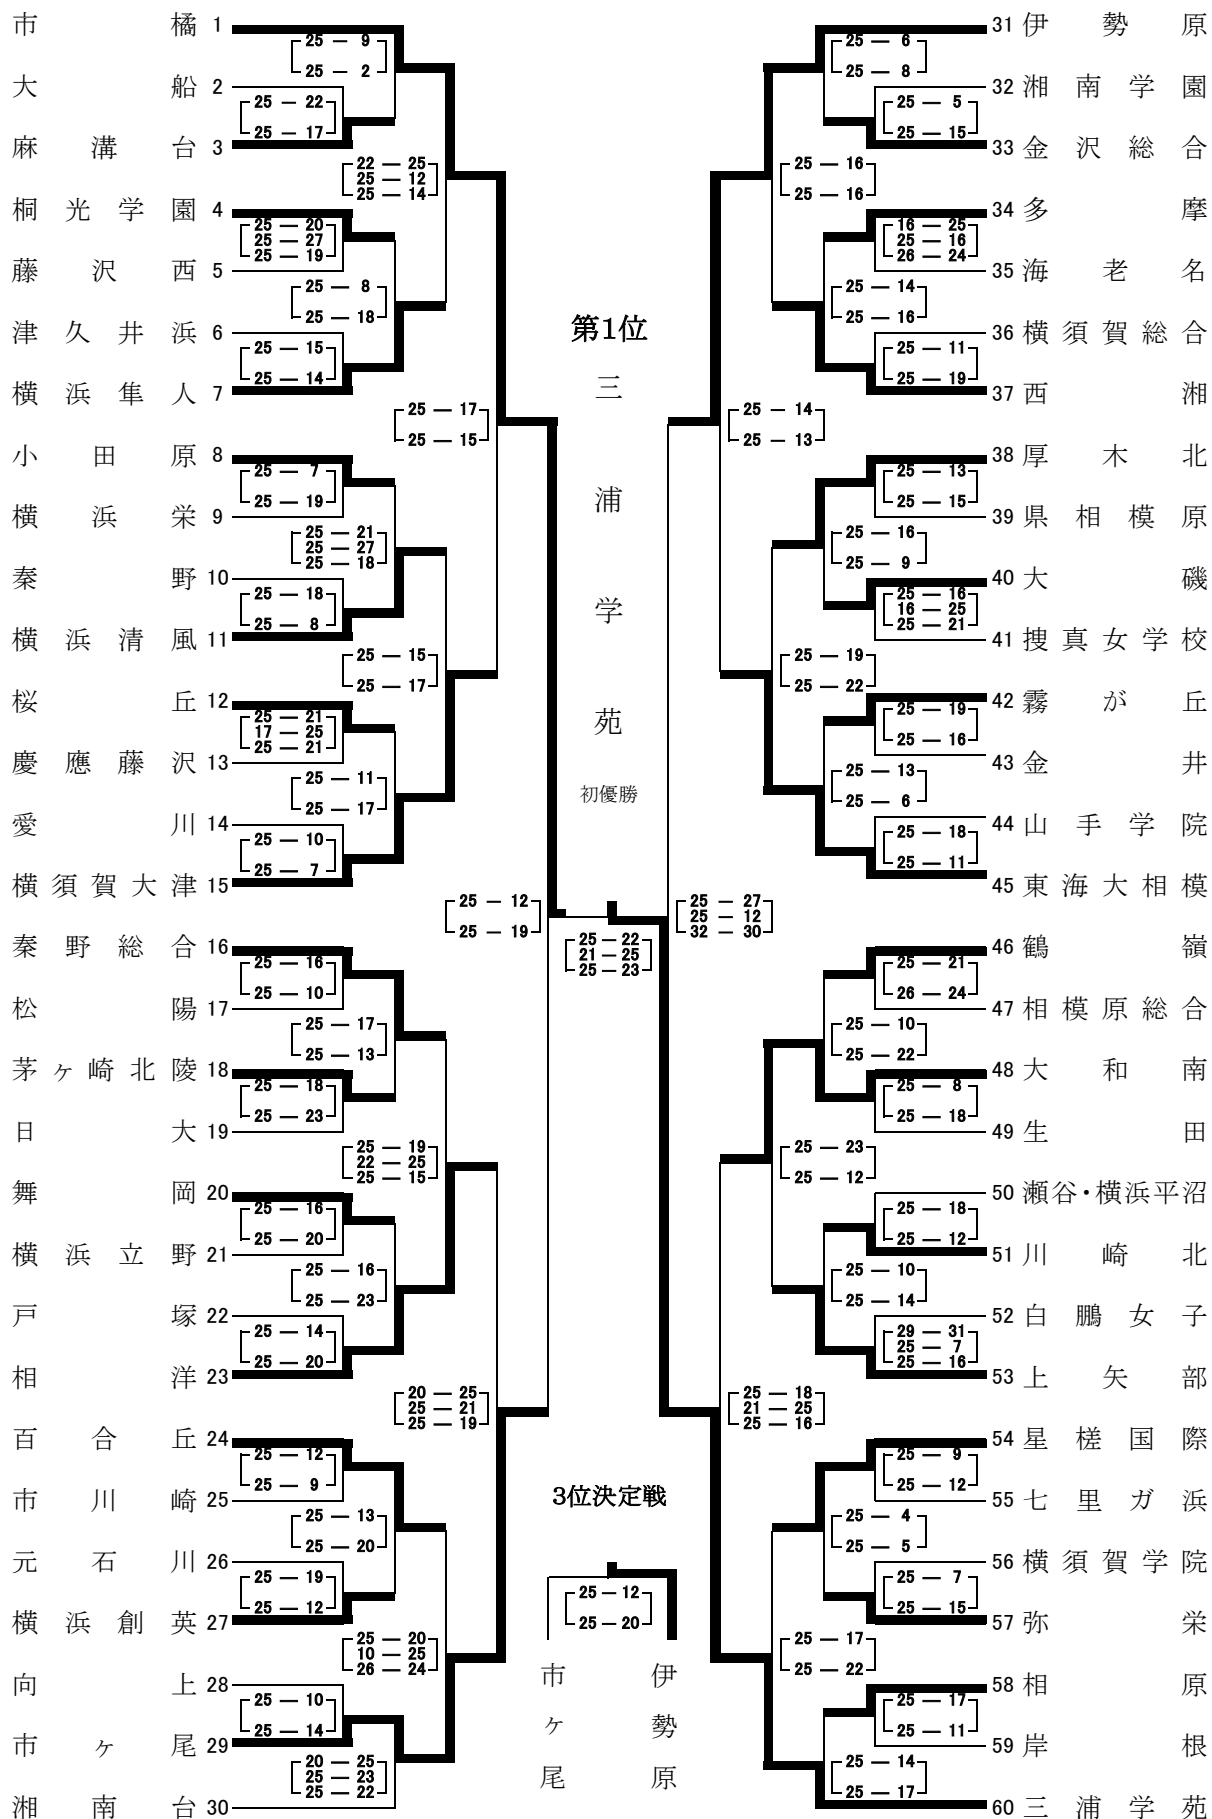 市橘 1
25 — 9
25 — 2
大船 2
25 — 22
25 — 17
麻溝台 3
22 — 25
25 — 12
25 — 14
桐光学園 4
25 — 20
25 — 27
25 — 19
藤沢西 5
25 — 8
25 — 18
津久井浜 6
25 — 15
25 — 14
横浜隼人 7
25 — 17
25 — 15
小田原 8
25 — 7
25 — 19
横浜栄 9
25 — 21
25 — 27
25 — 18
秦野 10
25 — 18
25 — 8
横浜清風 11
25 — 15
25 — 17
桜丘 12
25 — 21
17 — 25
25 — 21
慶應藤沢 13
25 — 11
25 — 17
愛川 14
25 — 10
25 — 7
横須賀大津 15
25 — 12
25 — 19
秦野総合 16
25 — 16
25 — 10
松陽 17
25 — 17
25 — 13
茅ヶ崎北陵 18
25 — 18
25 — 23
日大 19
25 — 19
22 — 25
25 — 15
舞岡 20
25 — 16
25 — 20
横浜立野 21
25 — 16
25 — 23
戸塚 22
25 — 14
25 — 20
相洋 23
20 — 25
25 — 21
25 — 19
百合丘 24
25 — 12
25 — 9
市川崎 25
25 — 13
25 — 20
元石川 26
25 — 19
25 — 12
横浜創英 27
25 — 20
10 — 25
26 — 24
向上 28
25 — 10
25 — 14
市ヶ尾 29
20 — 25
25 — 23
25 — 22
湘南台 30
第1位
三浦学苑
初優勝
25 — 22
21 — 25
25 — 23
3位決定戦
25 — 12
25 — 20
市ヶ尾
伊勢原
31 伊勢原
25 — 6
25 — 8
32 湘南学園
25 — 5
25 — 15
33 金沢総合
25 — 16
25 — 16
34 多摩
16 — 25
25 — 16
26 — 24
35 海老名
25 — 14
25 — 16
36 横須賀総合
25 — 11
25 — 19
37 西湘
25 — 14
25 — 13
38 厚木北
25 — 13
25 — 15
39 県相模原
25 — 16
25 — 9
40 大磯
25 — 16
16 — 25
25 — 21
41 捜真女学校
25 — 19
25 — 22
42 霧が丘
25 — 19
25 — 16
43 金井
25 — 13
25 — 6
44 山手学院
25 — 18
25 — 11
45 東海大相模
25 — 27
25 — 12
32 — 30
46 鶴嶺
25 — 21
26 — 24
47 相模原総合
25 — 10
25 — 22
48 大和南
25 — 8
25 — 18
49 生田
25 — 23
25 — 12
50 瀬谷・横浜平沼
25 — 18
25 — 12
51 川崎北
25 — 10
25 — 14
52 白鵬女子
29 — 31
25 — 7
25 — 16
53 上矢部
25 — 18
21 — 25
25 — 16
54 星槎国際
25 — 9
25 — 12
55 七里ガ浜
25 — 4
25 — 5
56 横須賀学院
25 — 7
25 — 15
57 弥栄
25 — 17
25 — 22
58 相原
25 — 17
25 — 11
59 岸根
25 — 14
25 — 17
60 三浦学苑